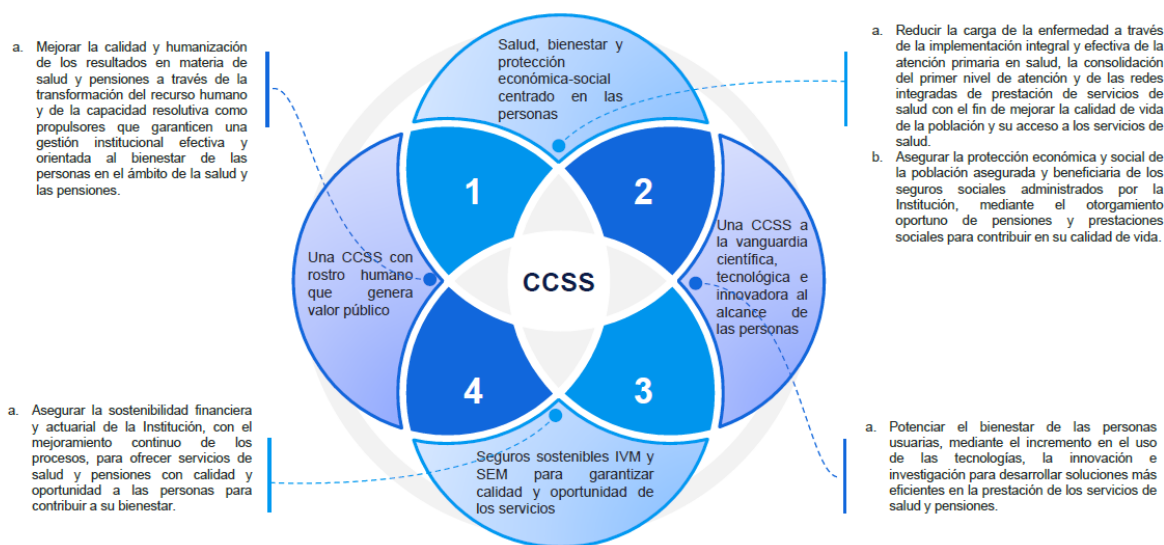 a. Mejorar la calidad y humanización
de los resultados en materia de
salud y pensiones a través de la
transformación del recurso humano
y de la capacidad resolutiva como
propulsores que garanticen una
gestión institucional efectiva y
orientada al bienestar de las
personas en el ámbito de la salud y
las pensiones.
Salud, bienestar y
protección
económica-social
centrado en las
personas
a. Reducir la carga de la enfermedad a través
de la implementación integral y efectiva de la
atención primaria en salud, la consolidación
del primer nivel de atención y de las redes
integradas de prestación de servicios de
salud con el fin de mejorar la calidad de vida
de la población y su acceso a los servicios de
salud.
b. Asegurar la protección económica y social de
la población asegurada y beneficiaria de los
seguros sociales administrados por la
Institución, mediante el otorgamiento
oportuno de pensiones y prestaciones
sociales para contribuir en su calidad de vida.
1
2
Una CCSS con
rostro humano
que genera
valor público
CCSS
Una CCSS a
la vanguardia
científica,
tecnológica e
innovadora al
alcance de
las personas
4
3
a. Asegurar la sostenibilidad financiera
y actuarial de la Institución, con el
mejoramiento continuo de los
procesos, para ofrecer servicios de
salud y pensiones con calidad y
oportunidad a las personas para
contribuir a su bienestar.
Seguros sostenibles IVM y
SEM para garantizar
calidad y oportunidad de
los servicios
a. Potenciar el bienestar de las personas
usuarias, mediante el incremento en el uso
de las tecnologías, la innovación e
investigación para desarrollar soluciones más
eficientes en la prestación de los servicios de
salud y pensiones.